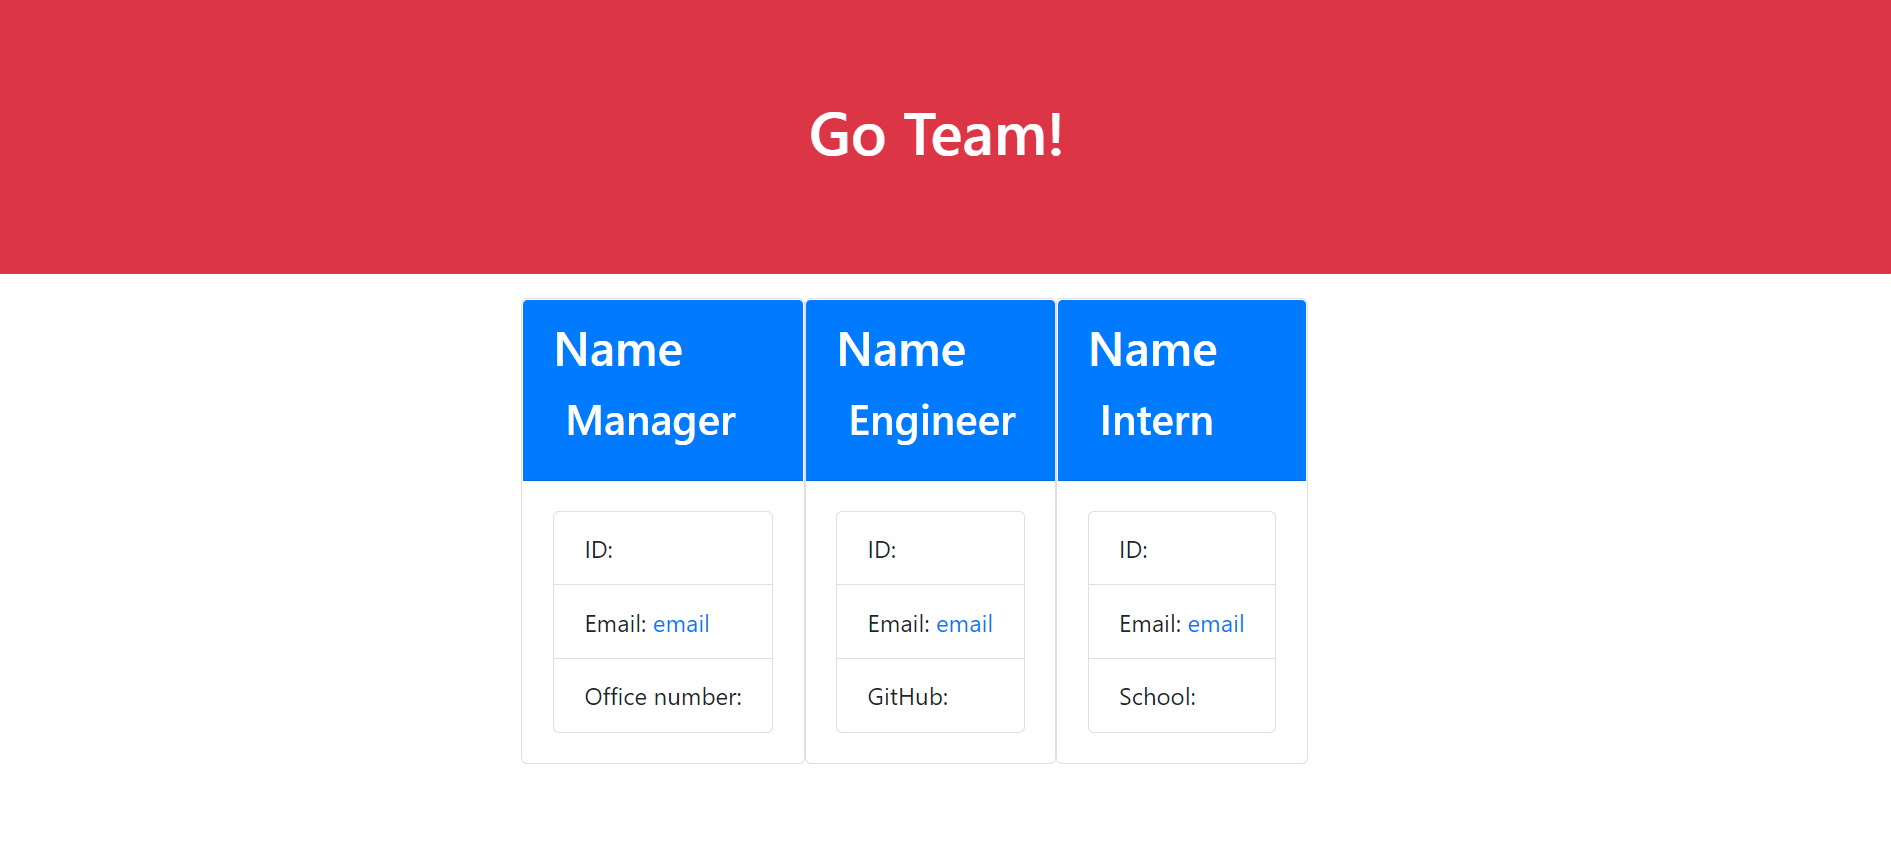 Go Team!
Name
Manager
ID:
Email: email
Office number:
Name
Engineer
ID:
Email: email
GitHub:
Name
Intern
ID:
Email: email
School: